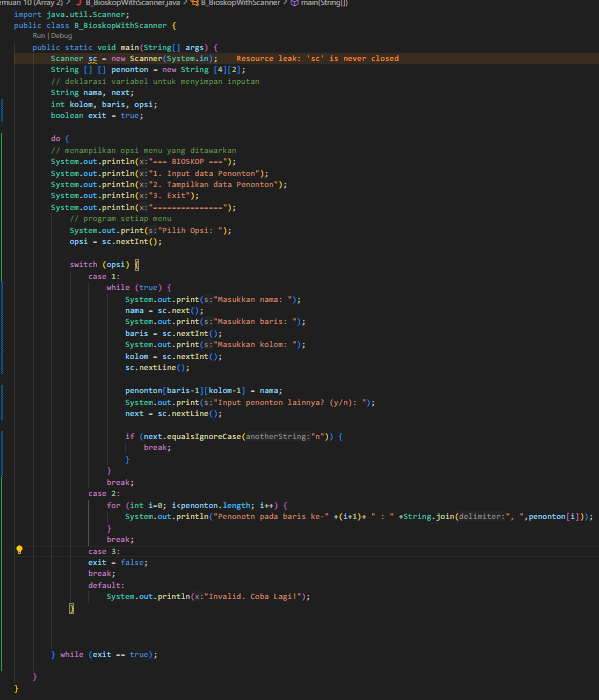 emuan 10 (Array 2) > J B_BioskopWithScanner.java > B_BioskopWithScanner > main(String[])
import java.util.Scanner;
public class B_BioskopWithScanner {
Run | Debug
public static void main(String[] args) {
Scanner sc = new Scanner(System.in); Resource leak: 'sc' is never closed
String [] [] penonton = new String [4][2];
// deklarasi variabel untuk menyimpan inputan
String nama, next;
int kolom, baris, opsi;
boolean exit = true;
do {
// menampilkan opsi menu yang ditawarkan
System.out.println(x:"=== BIOSKOP ===");
System.out.println(x:"1. Input data Penonton");
System.out.println(x:"2. Tampilkan data Penonton");
System.out.println(x:"3. Exit");
System.out.println(x:"===============");
// program setiap menu
System.out.print(s:"Pilih Opsi: ");
opsi = sc.nextInt();
switch (opsi) {
case 1:
while (true) {
System.out.print(s:"Masukkan nama: ");
nama = sc.next();
System.out.print(s:"Masukkan baris: ");
baris = sc.nextInt();
System.out.print(s:"Masukkan kolom: ");
kolom = sc.nextInt();
sc.nextLine();
penonton[baris-1][kolom-1] = nama;
System.out.print(s:"Input penonton lainnya? (y/n): ");
next = sc.nextLine();
if (next.equalsIgnoreCase(anotherString:"n")) {
break;
}
}
break;
case 2:
for (int i=0; i<penonton.length; i++) {
System.out.println("Penonotn pada baris ke-" +(i+1)+ " : " +String.join(delimiter:", ",penonton[i]));
}
break;
case 3:
exit = false;
break;
default:
System.out.println(x:"Invalid. Coba Lagi!");
}
} while (exit == true);
}
}